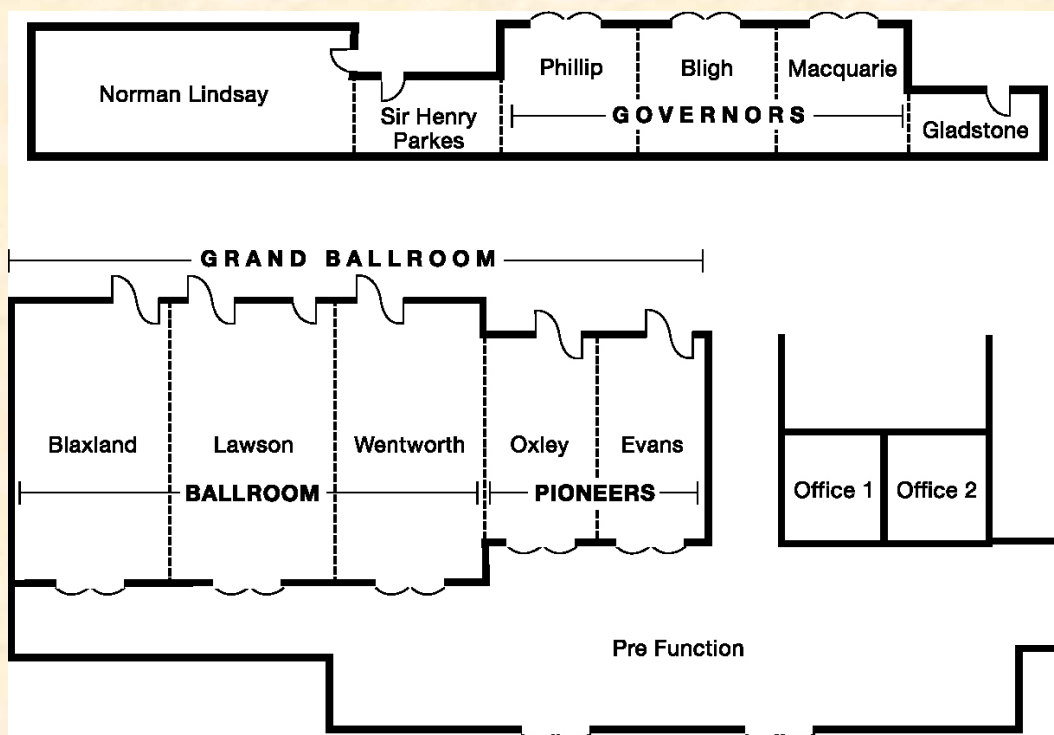 Phillip
Bligh
Macquarie
Norman Lindsay
Sir Henry
Parkes
GOVERNORS
Gladstone
GRAND BALLROOM
Blaxland
Lawson
Wentworth
Oxley
Evans
BALLROOM
PIONEERS
Office 1
Office 2
Pre Function